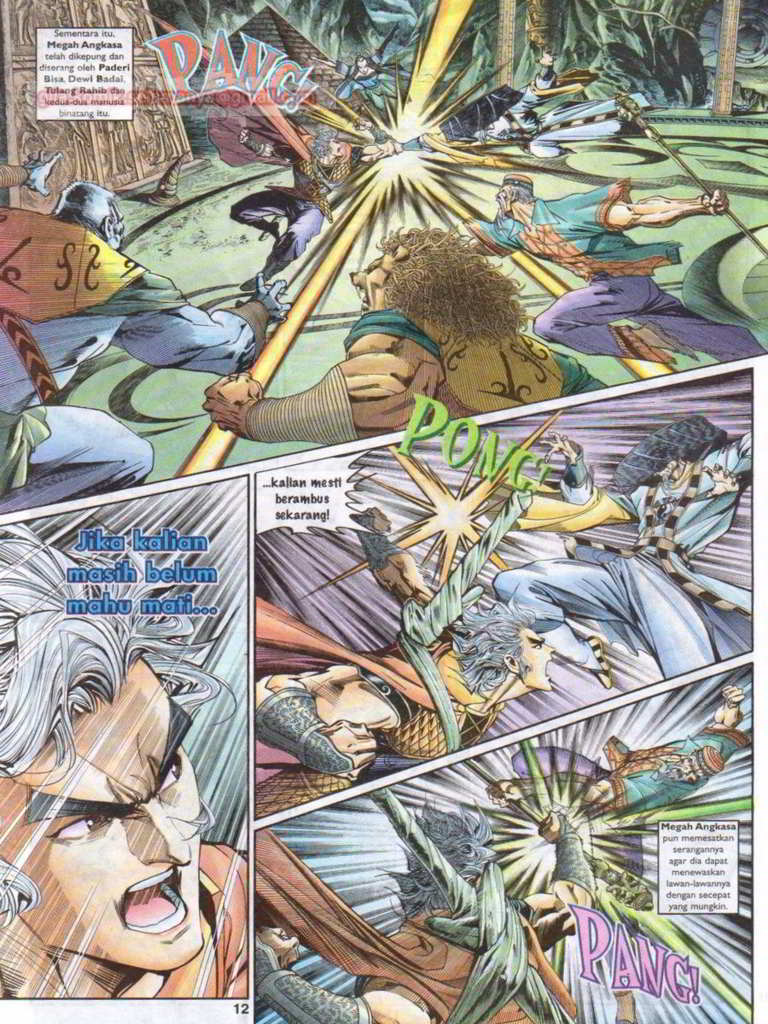 Sementara itu,
Megah Angkasa
telah dikepung dan
diserang oleh Paderi
Bisa, Dewi Badai,
Tulang Rahib dan
kedua-dua manusia
binatang itu.
PANG
PONG!
...kalian mesti
berambus
sekarang!
Jika kalian
masih belum
mahu mati...
Megah Angkasa
pun memesatkan
serangannya
agar dia dapat
menewaskan
lawan-lawannya
dengan secepat
yang mungkin.
PANG!
12